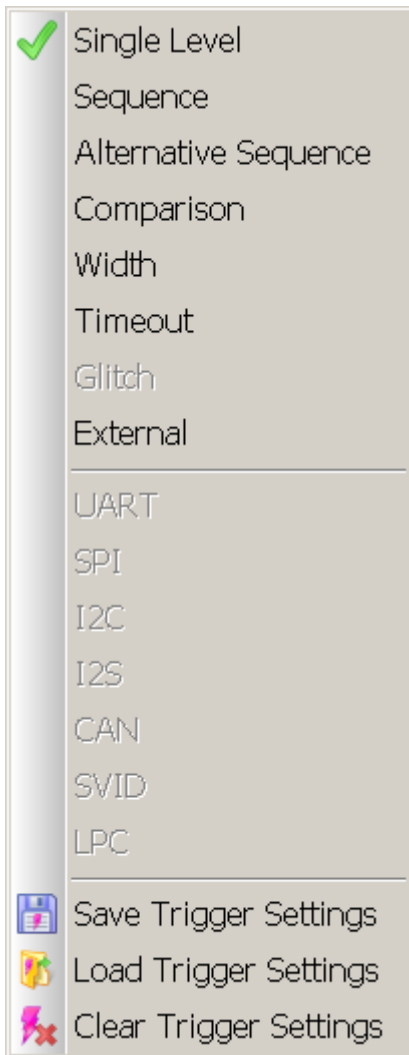 Single Level
Sequence
Alternative Sequence
Comparison
Width
Timeout
Glitch
External
UART
SPI
I2C
I2S
CAN
SVID
LPC
Save Trigger Settings
Load Trigger Settings
Clear Trigger Settings